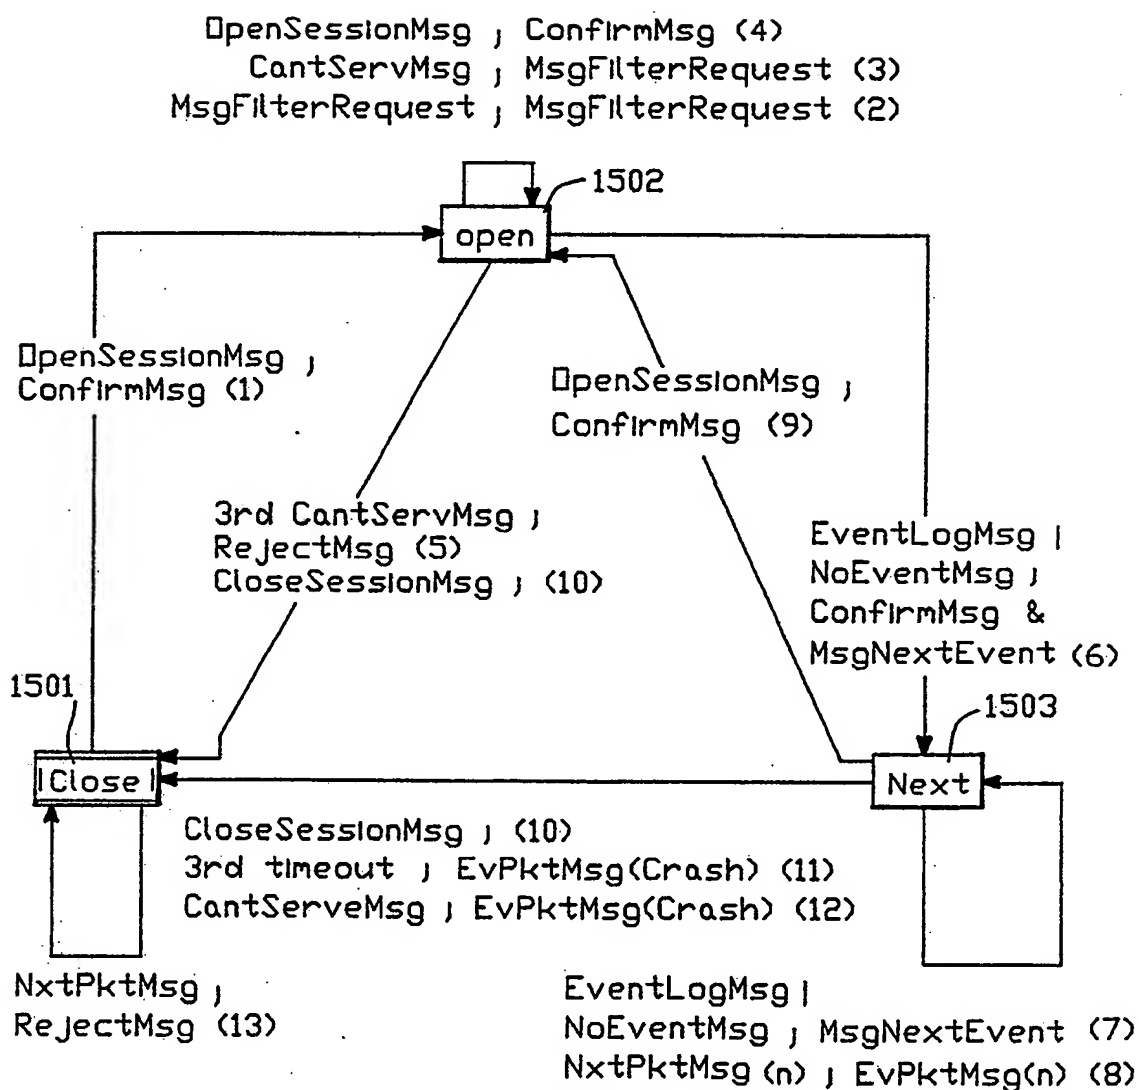 OpenSessionMsg ; ConfirmMsg (4)
CantServMsg ; MsgFilterRequest (3)
MsgFilterRequest ; MsgFilterRequest (2)
1502
open
OpenSessionMsg ;
ConfirmMsg (1)
OpenSessionMsg ;
ConfirmMsg (9)
3rd CantServMsg ;
RejectMsg (5)
CloseSessionMsg ; (10)
EventLogMsg |
NoEventMsg ;
ConfirmMsg &
MsgNextEvent (6)
1501
1503
|Close|
Next
CloseSessionMsg ; (10)
3rd timeout ; EvPktMsg(Crash) (11)
CantServeMsg ; EvPktMsg(Crash) (12)
NxtPktMsg ;
RejectMsg (13)
EventLogMsg |
NoEventMsg ; MsgNextEvent (7)
NxtPktMsg (n) ; EvPktMsg(n) (8)